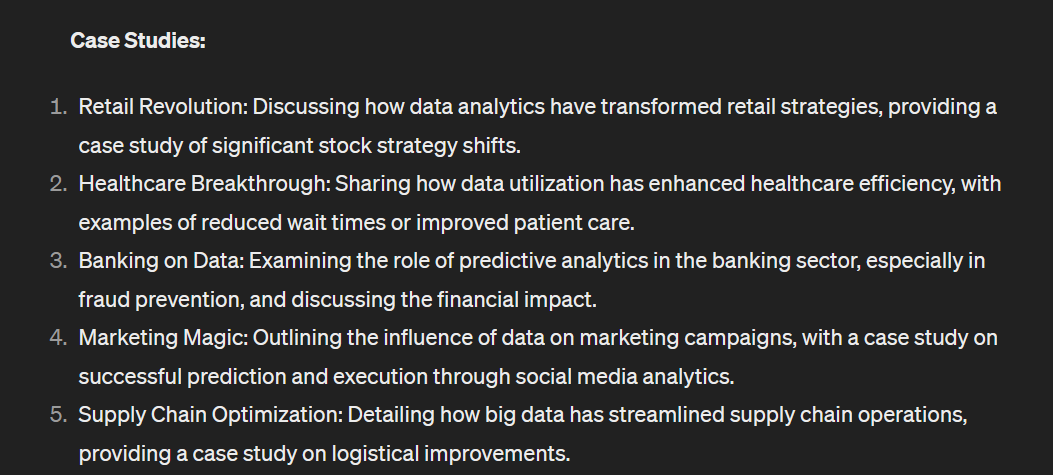 Case Studies:
1. Retail Revolution: Discussing how data analytics have transformed retail strategies, providing a
case study of significant stock strategy shifts.
2. Healthcare Breakthrough: Sharing how data utilization has enhanced healthcare efficiency, with
examples of reduced wait times or improved patient care.
3. Banking on Data: Examining the role of predictive analytics in the banking sector, especially in
fraud prevention, and discussing the financial impact.
4. Marketing Magic: Outlining the influence of data on marketing campaigns, with a case study on
successful prediction and execution through social media analytics.
5. Supply Chain Optimization: Detailing how big data has streamlined supply chain operations,
providing a case study on logistical improvements.